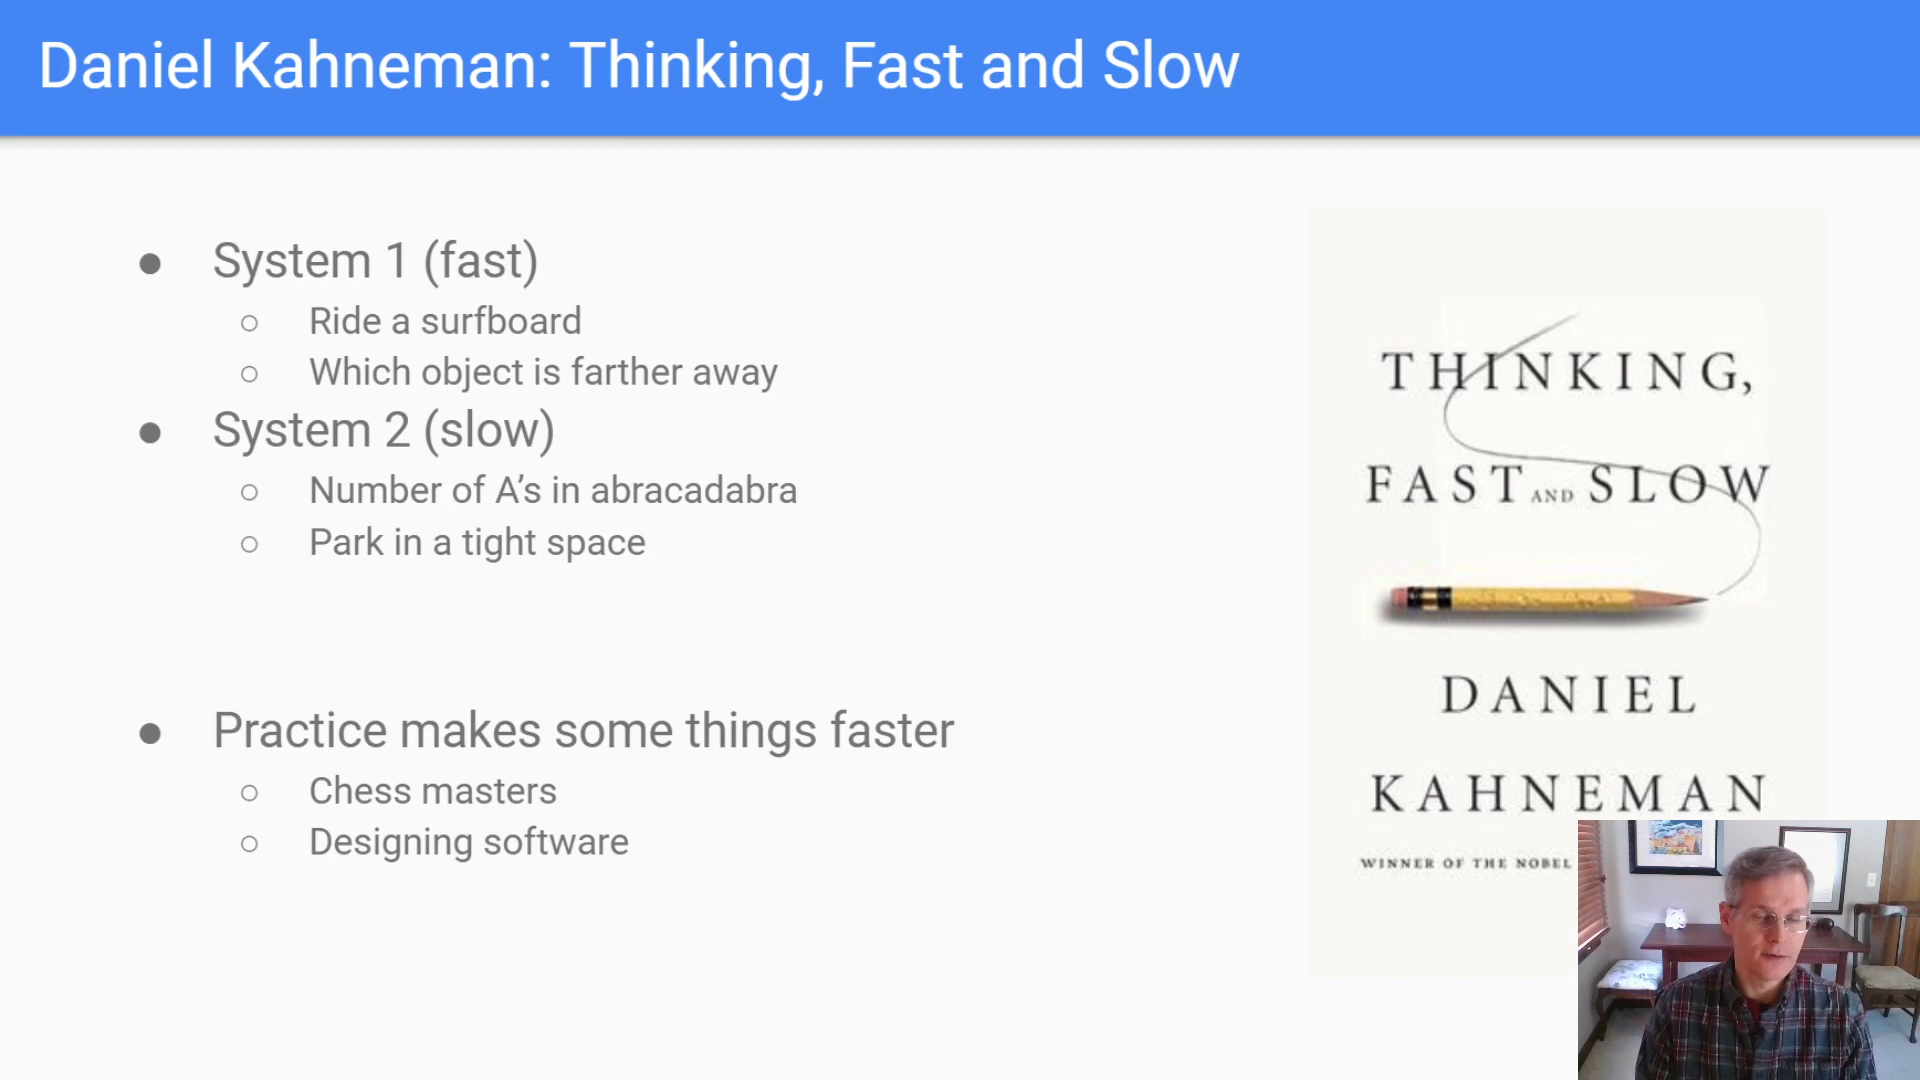 Daniel Kahneman: Thinking, Fast and Slow
● System 1 (fast)
○ Ride a surfboard
○ Which object is farther away
● System 2 (slow)
○ Number of A’s in abracadabra
○ Park in a tight space
● Practice makes some things faster
○ Chess masters
○ Designing software
THINKING,
FAST AND SLOW
DANIEL
KAHNEMAN
WINNER OF THE NOBEL